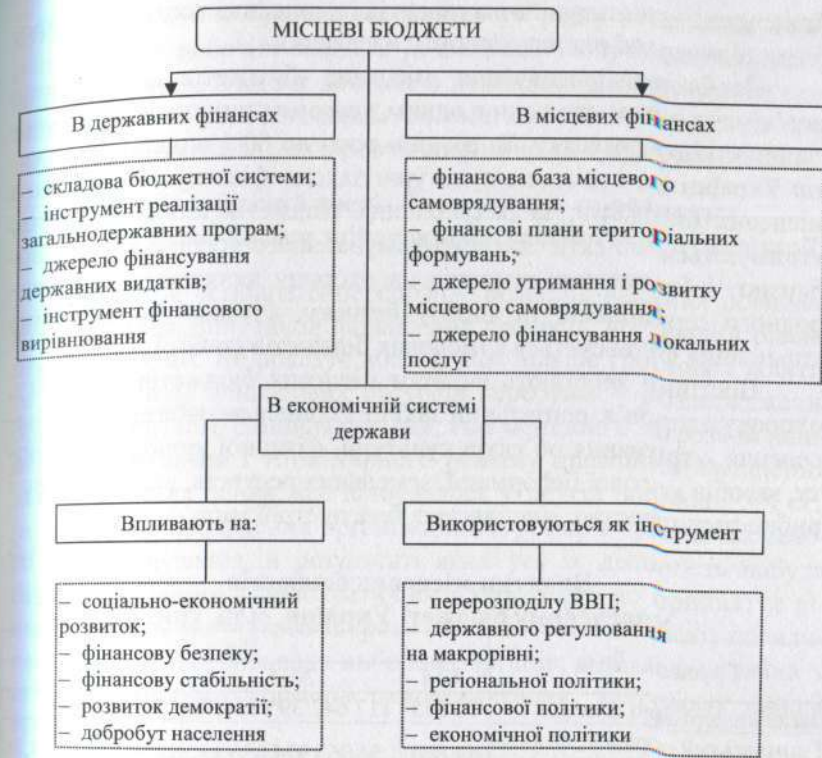 МІСЦЕВІ БЮДЖЕТИ
В державних фінансах
– складова бюджетної системи;
– інструмент реалізації
загальнодержавних програм;
– джерело фінансування
державних видатків;
– інструмент фінансового
вирівнювання
В місцевих фінансах
– фінансова база місцевого
самоврядування;
– фінансові плани територіальних
формувань;
– джерело утримання і розвитку
місцевого самоврядування;
– джерело фінансування локальних
послуг
В економічній системі
держави
Впливають на:
– соціально-економічний
розвиток;
– фінансову безпеку;
– фінансову стабільність;
– розвиток демократії;
– добробут населення
Використовуються як інструмент
– перерозподілу ВВП;
– державного регулювання
на макрорівні;
– регіональної політики;
– фінансової політики;
– економічної політики